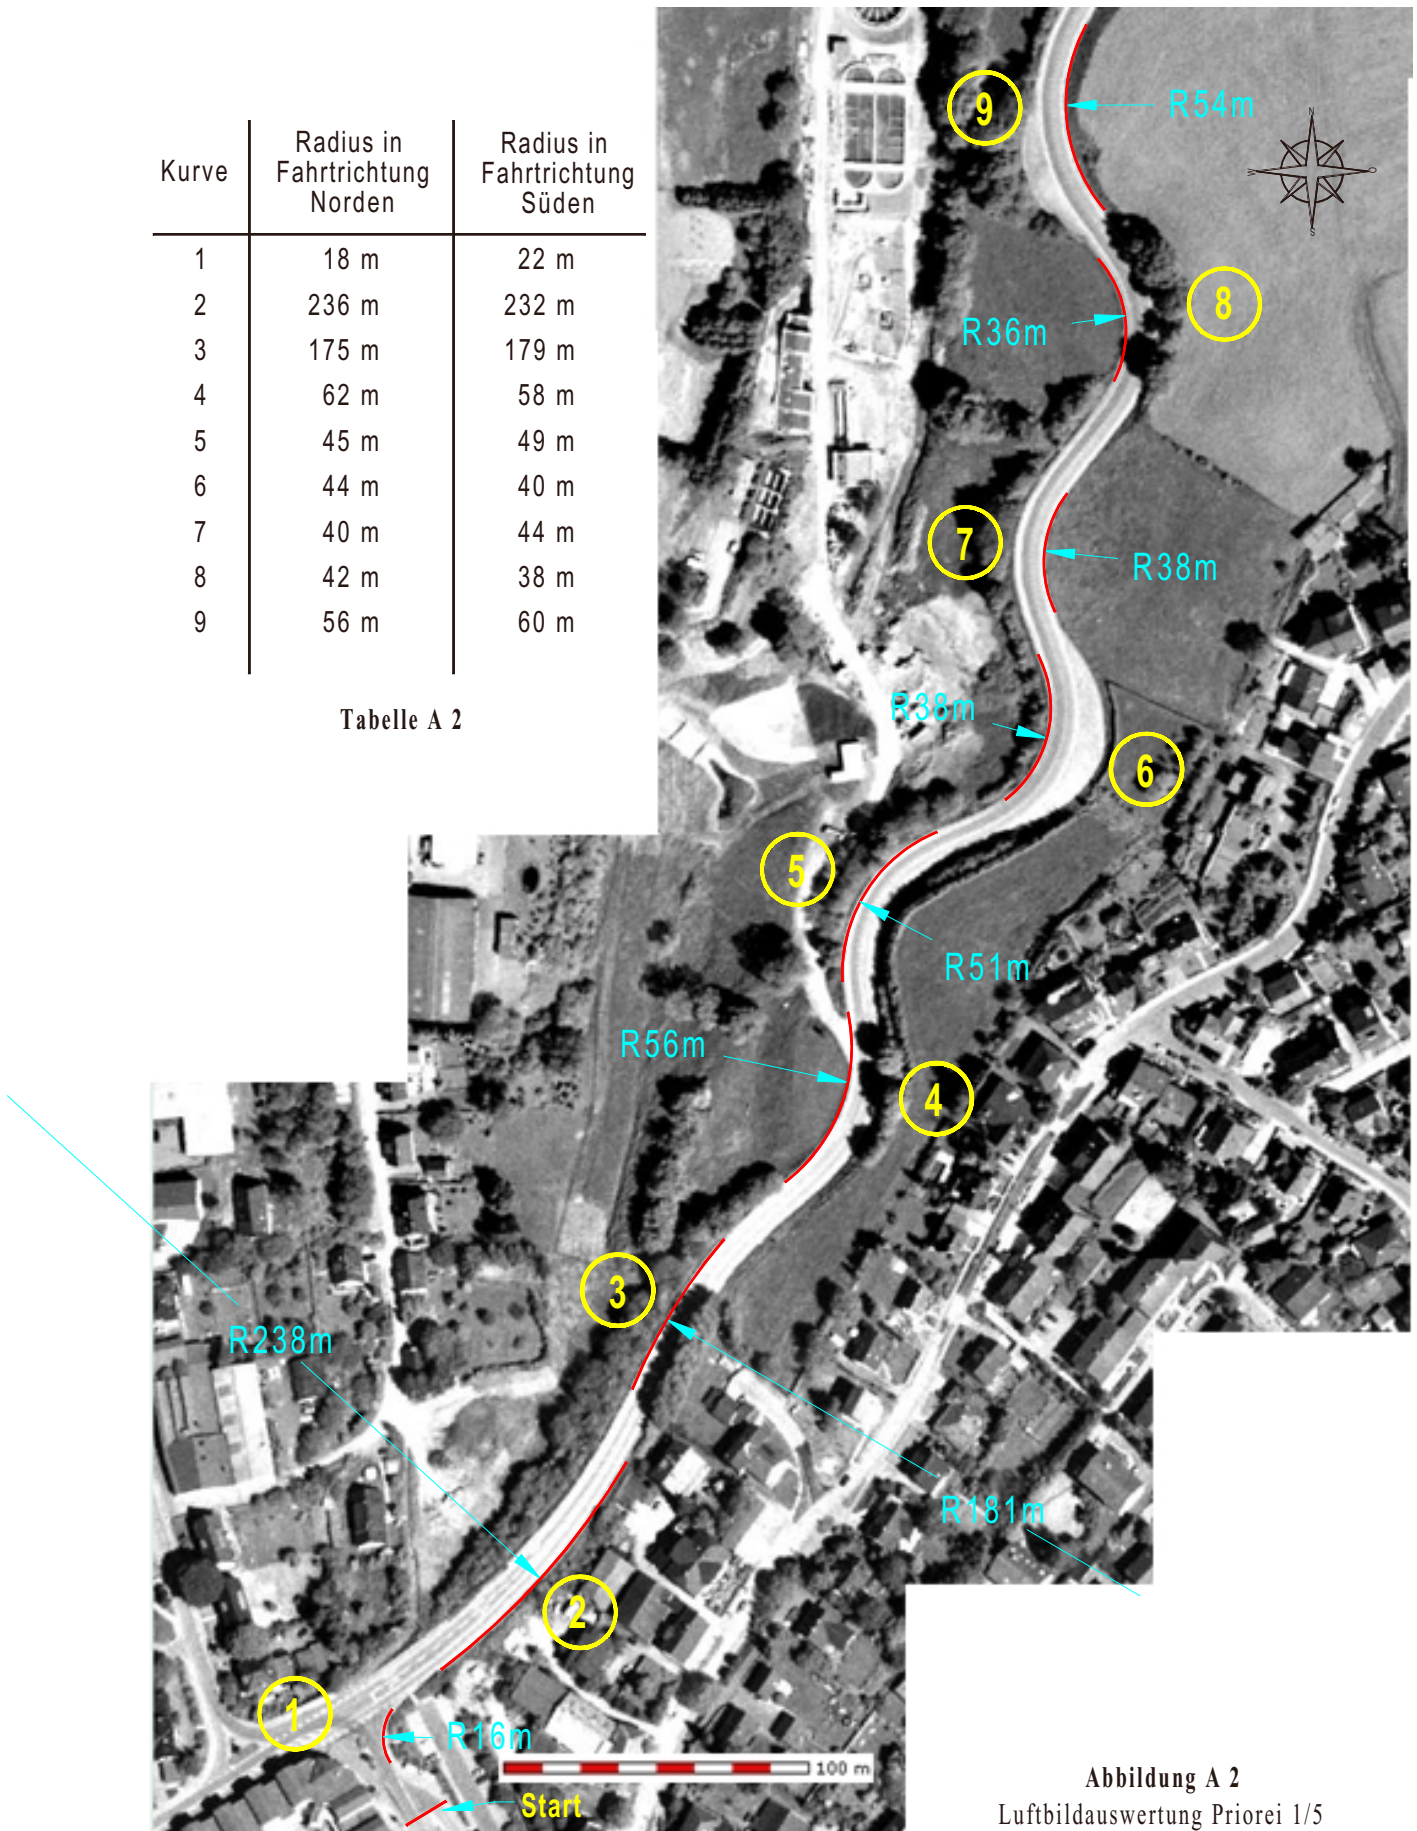 Kurve
Radius in Fahrtrichtung Norden
Radius in Fahrtrichtung Süden
1 18 m 22 m
2 236 m 232 m
3 175 m 179 m
4 62 m 58 m
5 45 m 49 m
6 44 m 40 m
7 40 m 44 m
8 42 m 38 m
9 56 m 60 m
Tabelle A 2
9
R54m
N
W
O
S
8
R36m
7
R38m
R38m
6
5
R51m
R56m
4
3
R238m
R181m
2
1
R16m
100 m
Start
Abbildung A 2
Luftbildauswertung Priorei 1/5